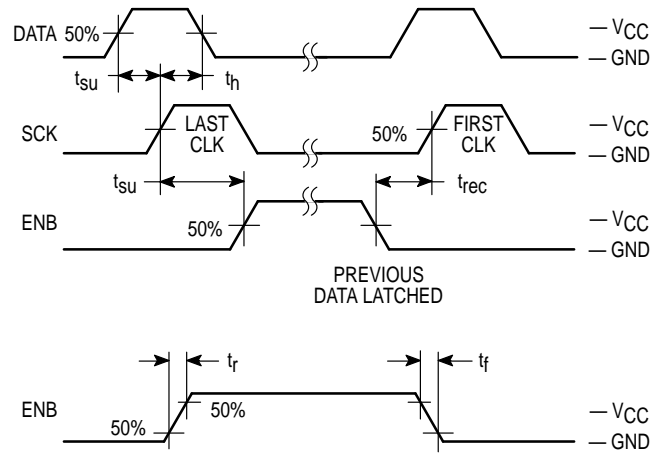 DATA 50% VCC
GND
tsu th
SCK LAST CLK 50% FIRST CLK VCC
GND
tsu trec
ENB 50% VCC
GND
PREVIOUS
DATA LATCHED
tr tf
ENB 50% 50% VCC
GND